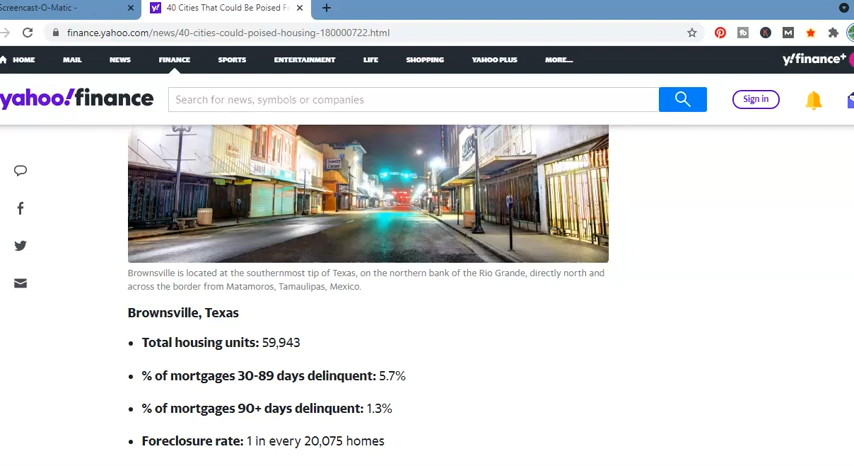 Screencast-O-Matic -
40 Cities That Could Be Poised F
finance.yahoo.com/news/40-cities-could-poised-housing-180000722.html
HOME MAIL NEWS FINANCE SPORTS ENTERTAINMENT LIFE SHOPPING YAHOO PLUS MORE... y!finance+
yahoo!finance Search for news, symbols or companies Sign in
Brownsville is located at the southernmost tip of Texas, on the northern bank of the Rio Grande, directly north and
across the border from Matamoros, Tamaulipas, Mexico.
Brownsville, Texas
• Total housing units: 59,943
• % of mortgages 30-89 days delinquent: 5.7%
• % of mortgages 90+ days delinquent: 1.3%
• Foreclosure rate: 1 in every 20,075 homes